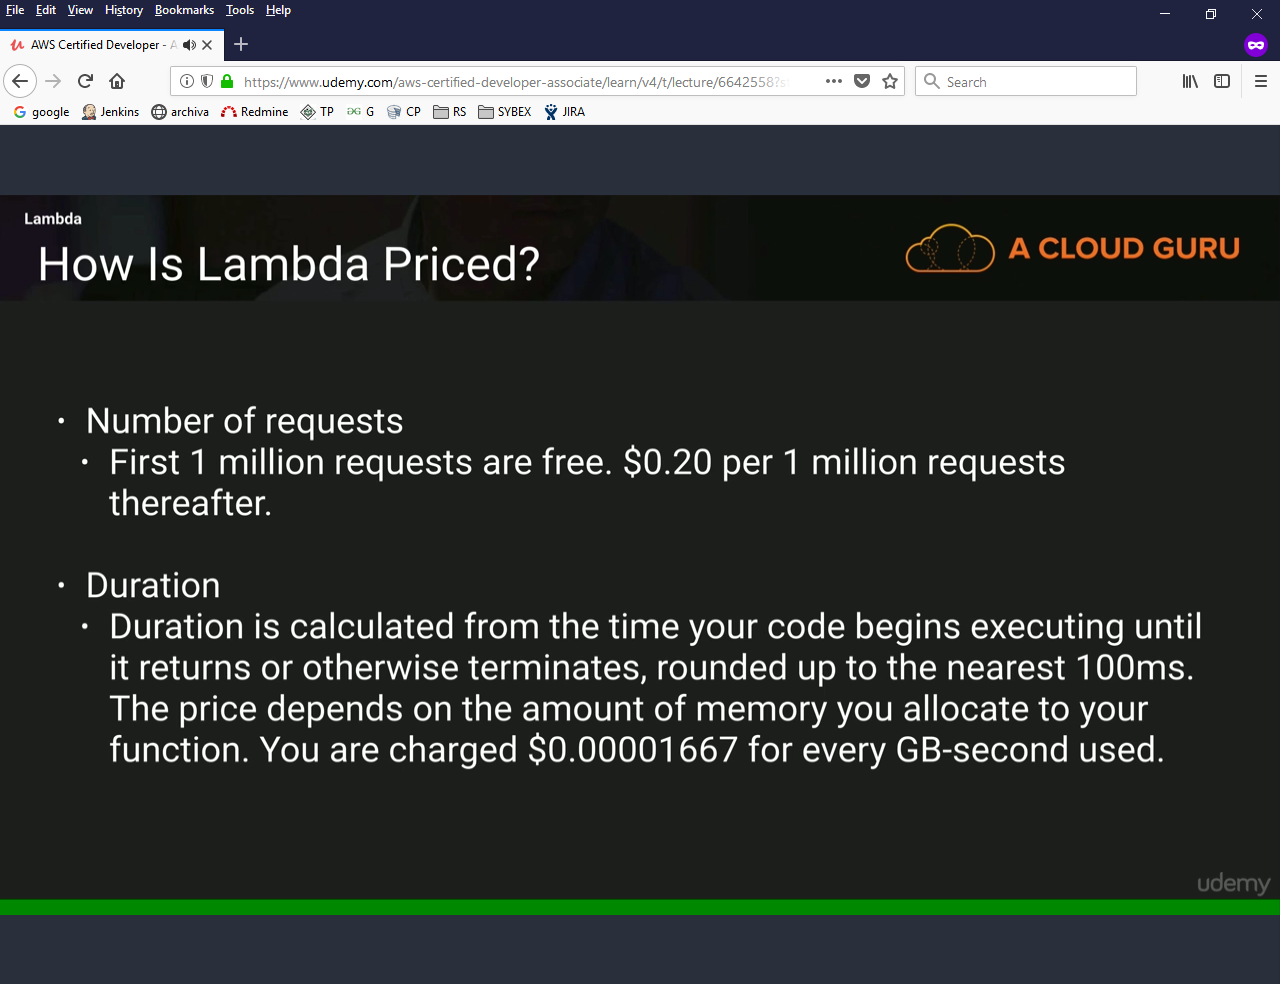 File Edit View History Bookmarks Tools Help
AWS Certified Developer - A
https://www.udemy.com/aws-certified-developer-associate/learn/v4/t/lecture/6642558?s
Search
google Jenkins archiva Redmine TP G CP RS SYBEX JIRA
Lambda
How Is Lambda Priced?
A CLOUD GURU
• Number of requests
• First 1 million requests are free. $0.20 per 1 million requests
thereafter.
• Duration
• Duration is calculated from the time your code begins executing until
it returns or otherwise terminates, rounded up to the nearest 100ms.
The price depends on the amount of memory you allocate to your
function. You are charged $0.00001667 for every GB-second used.
udemy